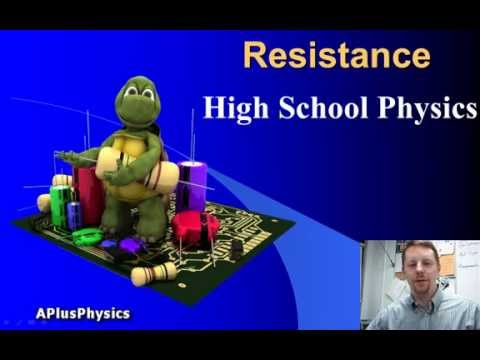 Resistance
High School Physics
APlusPhysics